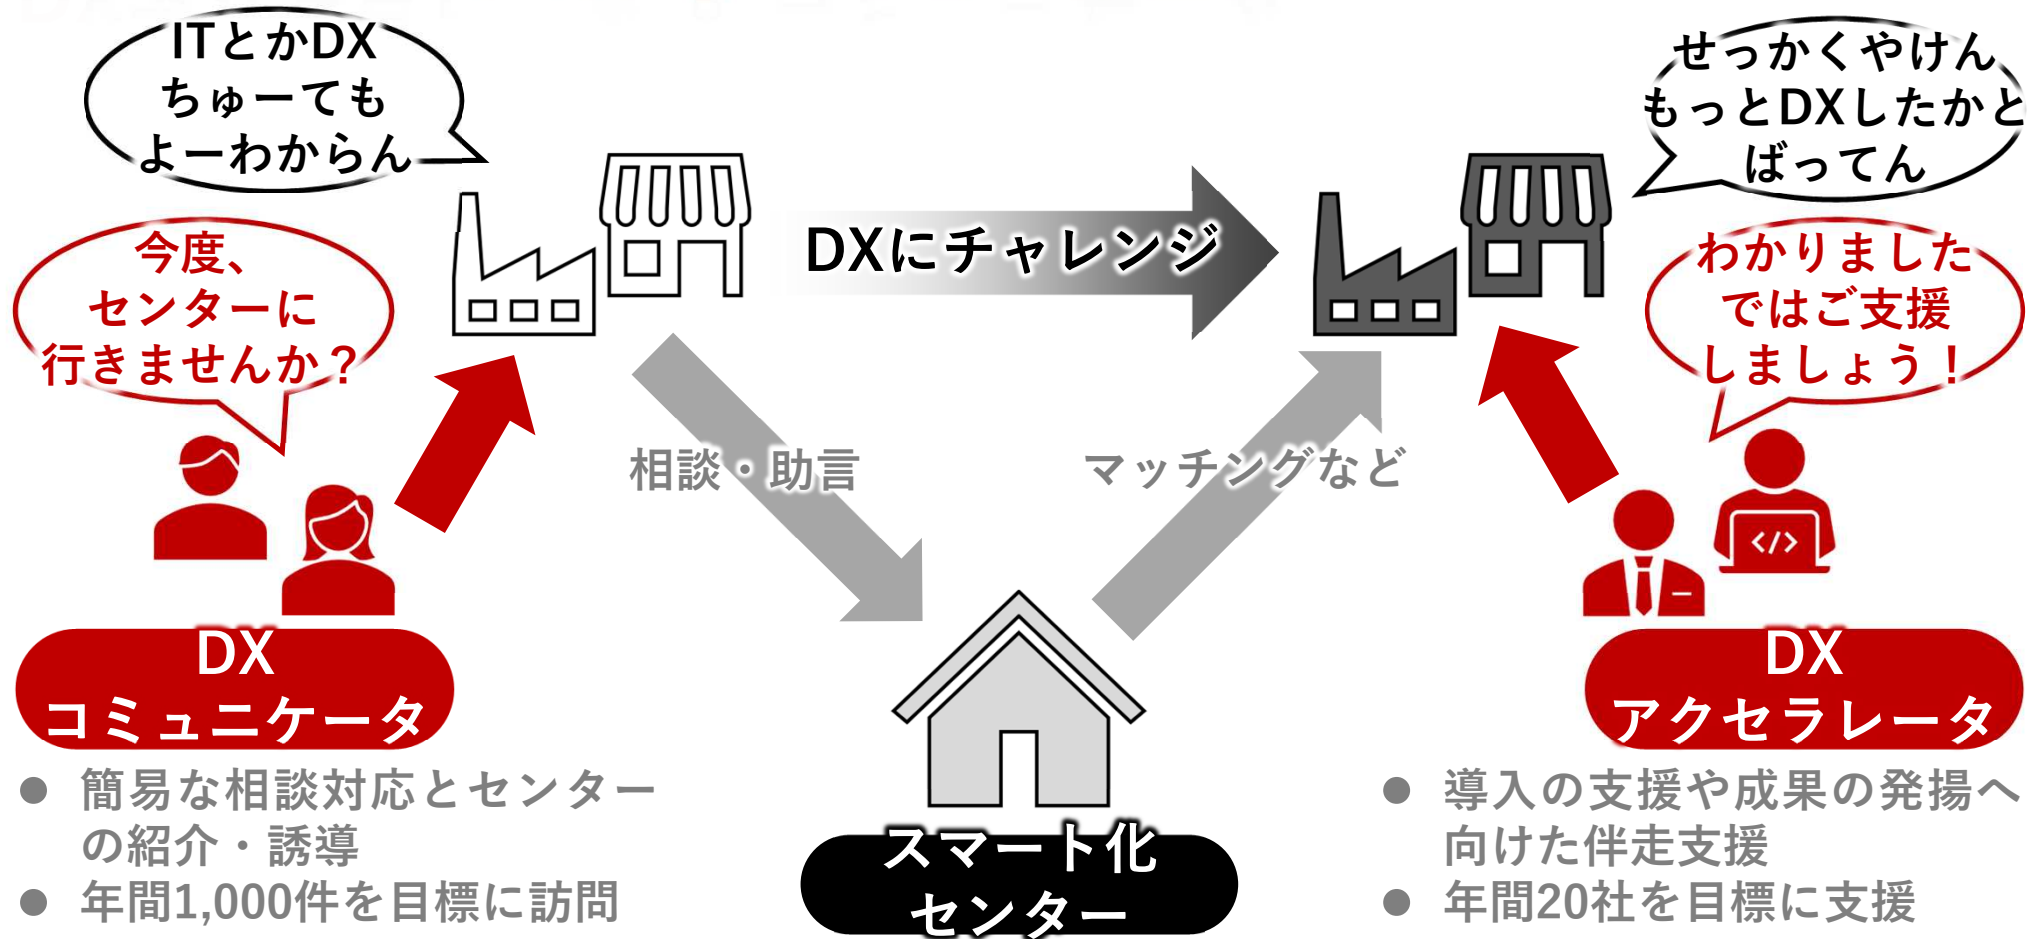 ITとかDX
ちゅーても
よーわからん
せっかくやけん
もっとDXしたかと
ばってん
今度、
センターに
行きませんか？
DXにチャレンジ
わかりました
ではご支援
しましょう！
相談・助言
マッチングなど
</>
DX
コミュニケータ
DX
アクセラレータ
● 簡易な相談対応とセンター
の紹介・誘導
● 年間1,000件を目標に訪問
スマート化
センター
● 導入の支援や成果の発揚へ
向けた伴走支援
● 年間20社を目標に支援